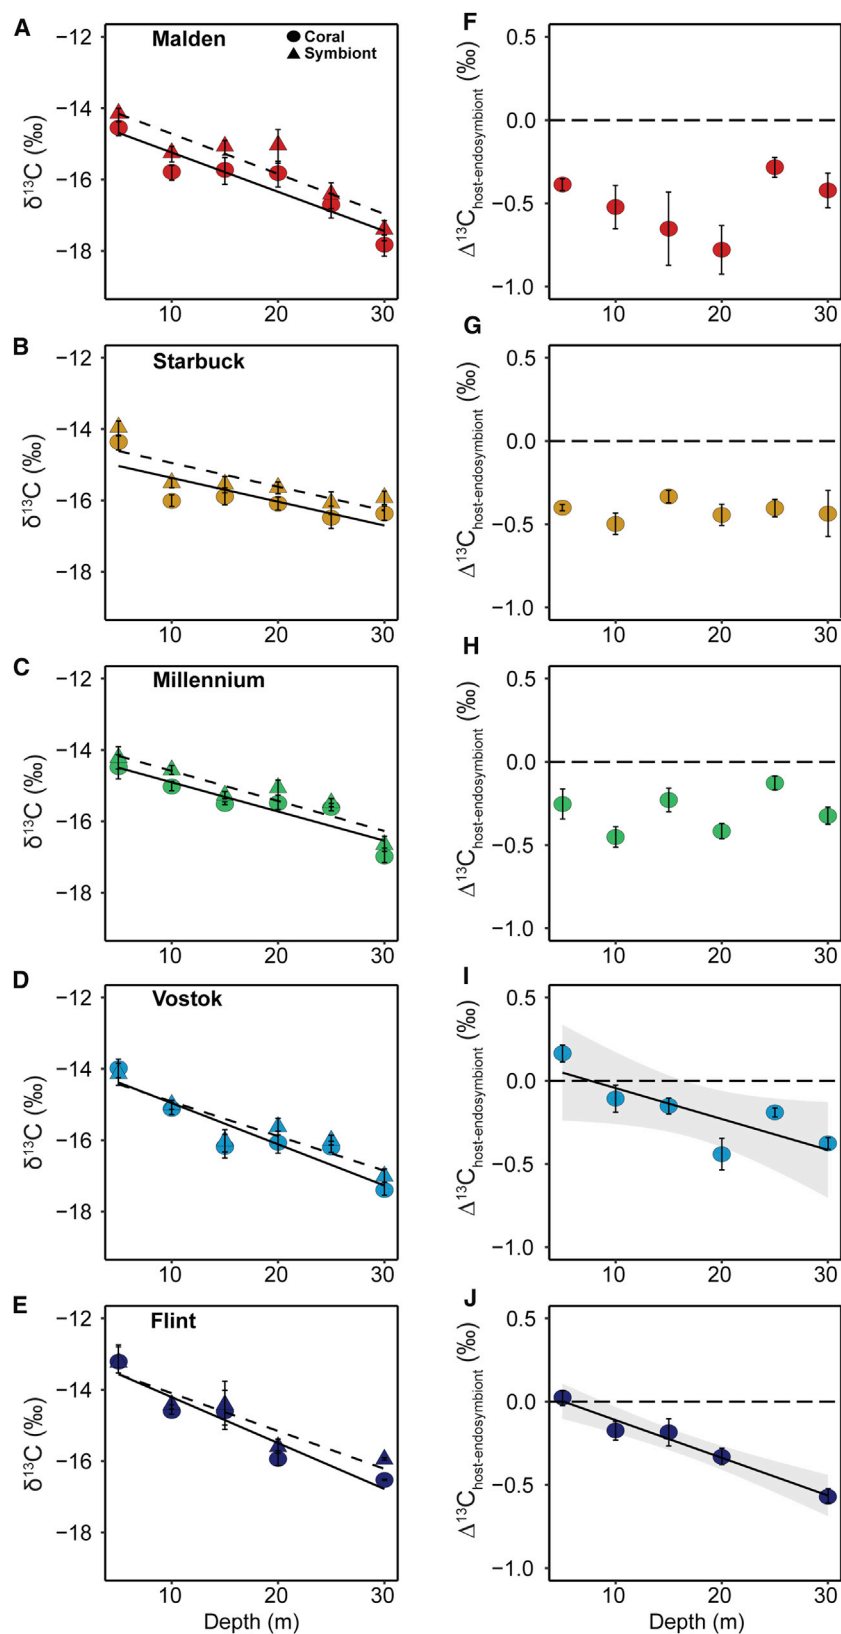 A
Malden
Coral
Symbiont
−12
−14
−16
−18
δ¹³C (‰)
10
20
30
F
0.5
0.0
−0.5
−1.0
Δ¹³Chost-endosymbiont (‰)
10
20
30
B
Starbuck
−12
−14
−16
−18
δ¹³C (‰)
10
20
30
G
0.5
0.0
−0.5
−1.0
Δ¹³Chost-endosymbiont (‰)
10
20
30
C
Millennium
−12
−14
−16
−18
δ¹³C (‰)
10
20
30
H
0.5
0.0
−0.5
−1.0
Δ¹³Chost-endosymbiont (‰)
10
20
30
D
Vostok
−12
−14
−16
−18
δ¹³C (‰)
10
20
30
I
0.5
0.0
−0.5
−1.0
Δ¹³Chost-endosymbiont (‰)
10
20
30
E
Flint
−12
−14
−16
−18
δ¹³C (‰)
10
20
30
Depth (m)
J
0.5
0.0
−0.5
−1.0
Δ¹³Chost-endosymbiont (‰)
10
20
30
Depth (m)